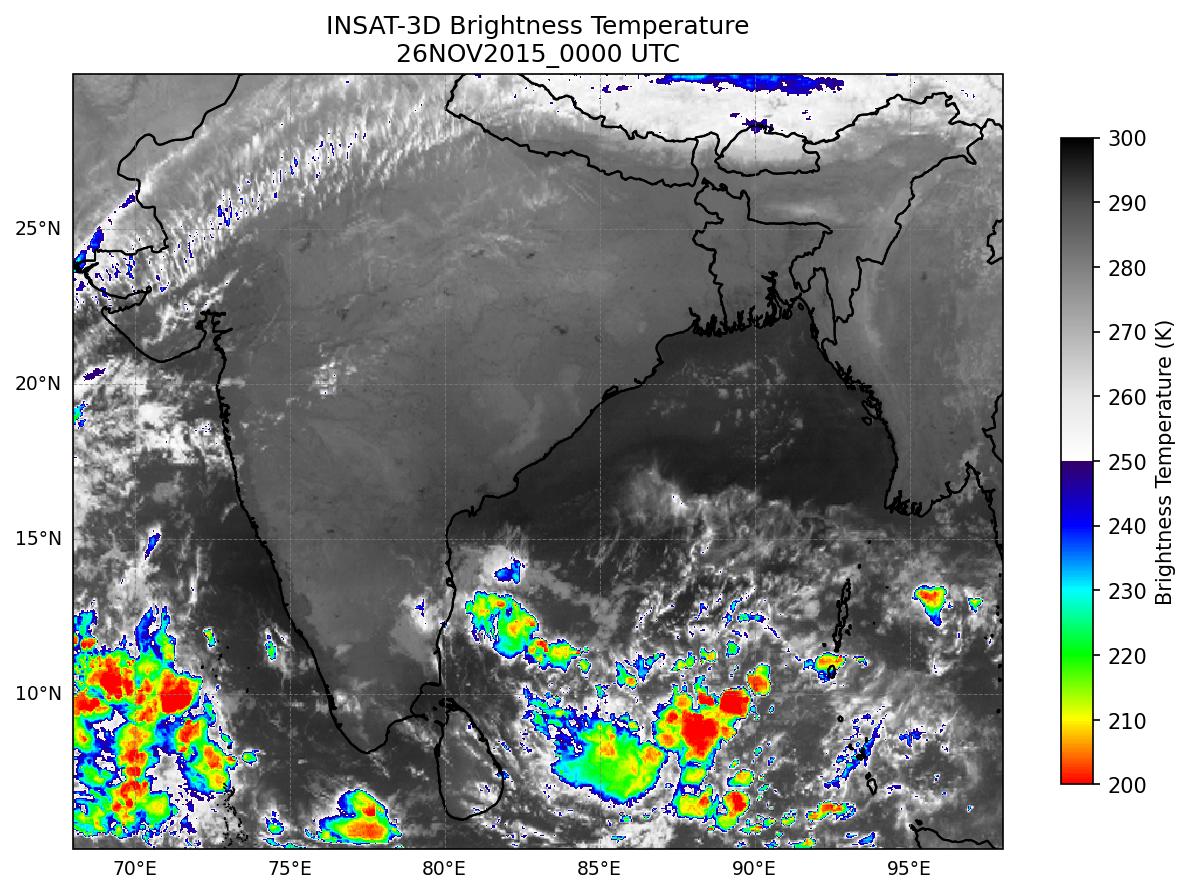 INSAT-3D Brightness Temperature
26NOV2015_0000 UTC
25°N
20°N
15°N
10°N
70°E
75°E
80°E
85°E
90°E
95°E
300
290
280
270
260
250
240
230
220
210
200
Brightness Temperature (K)